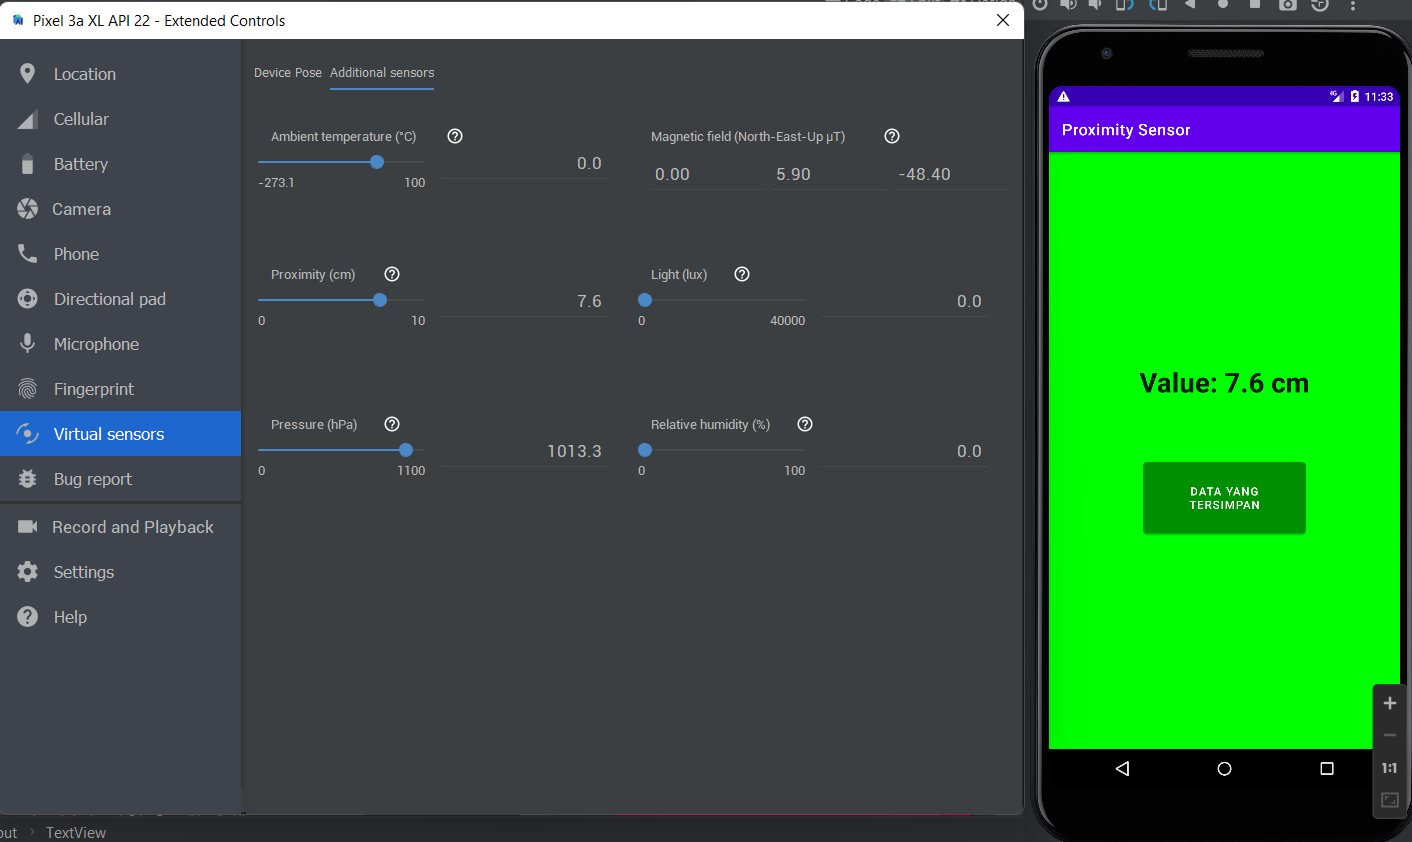 Pixel 3a XL API 22 - Extended Controls
Location
Cellular
Battery
Camera
Phone
Directional pad
Microphone
Fingerprint
Virtual sensors
Bug report
Record and Playback
Settings
Help
Device Pose Additional sensors
Ambient temperature (°C)
0.0
-273.1 100
Magnetic field (North-East-Up µT)
0.00 5.90 -48.40
Proximity (cm)
7.6
0 10
Light (lux)
0.0
0 40000
Pressure (hPa)
1013.3
0 1100
Relative humidity (%)
0.0
0 100
TextView
4G 11:33
Proximity Sensor
Value: 7.6 cm
DATA YANG
TERSIMPAN
1:1